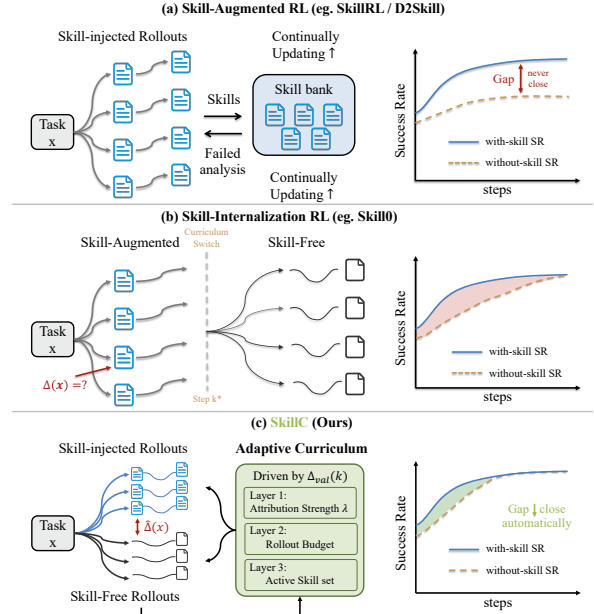 (a) Skill-Augmented RL (eg. SkillRL / D2Skill)
Skill-injected Rollouts
Continually
Updating ↑
Task
x
Skills
Failed
analysis
Skill bank
Continually
Updating ↑
Success Rate
Gap
never
close
with-skill SR
without-skill SR
steps
(b) Skill-Internalization RL (eg. Skill0)
Skill-Augmented
Curriculum
Switch
Skill-Free
Task
x
Δ(x) =?
Step k*
Success Rate
with-skill SR
without-skill SR
steps
(c) SkillC (Ours)
Skill-injected Rollouts
Task
x
Δ̂(x)
Skill-Free Rollouts
Adaptive Curriculum
Driven by Δval(k)
Layer 1:
Attribution Strength λ
Layer 2:
Rollout Budget
Layer 3:
Active Skill set
Success Rate
Gap ↓ close
automatically
with-skill SR
without-skill SR
steps